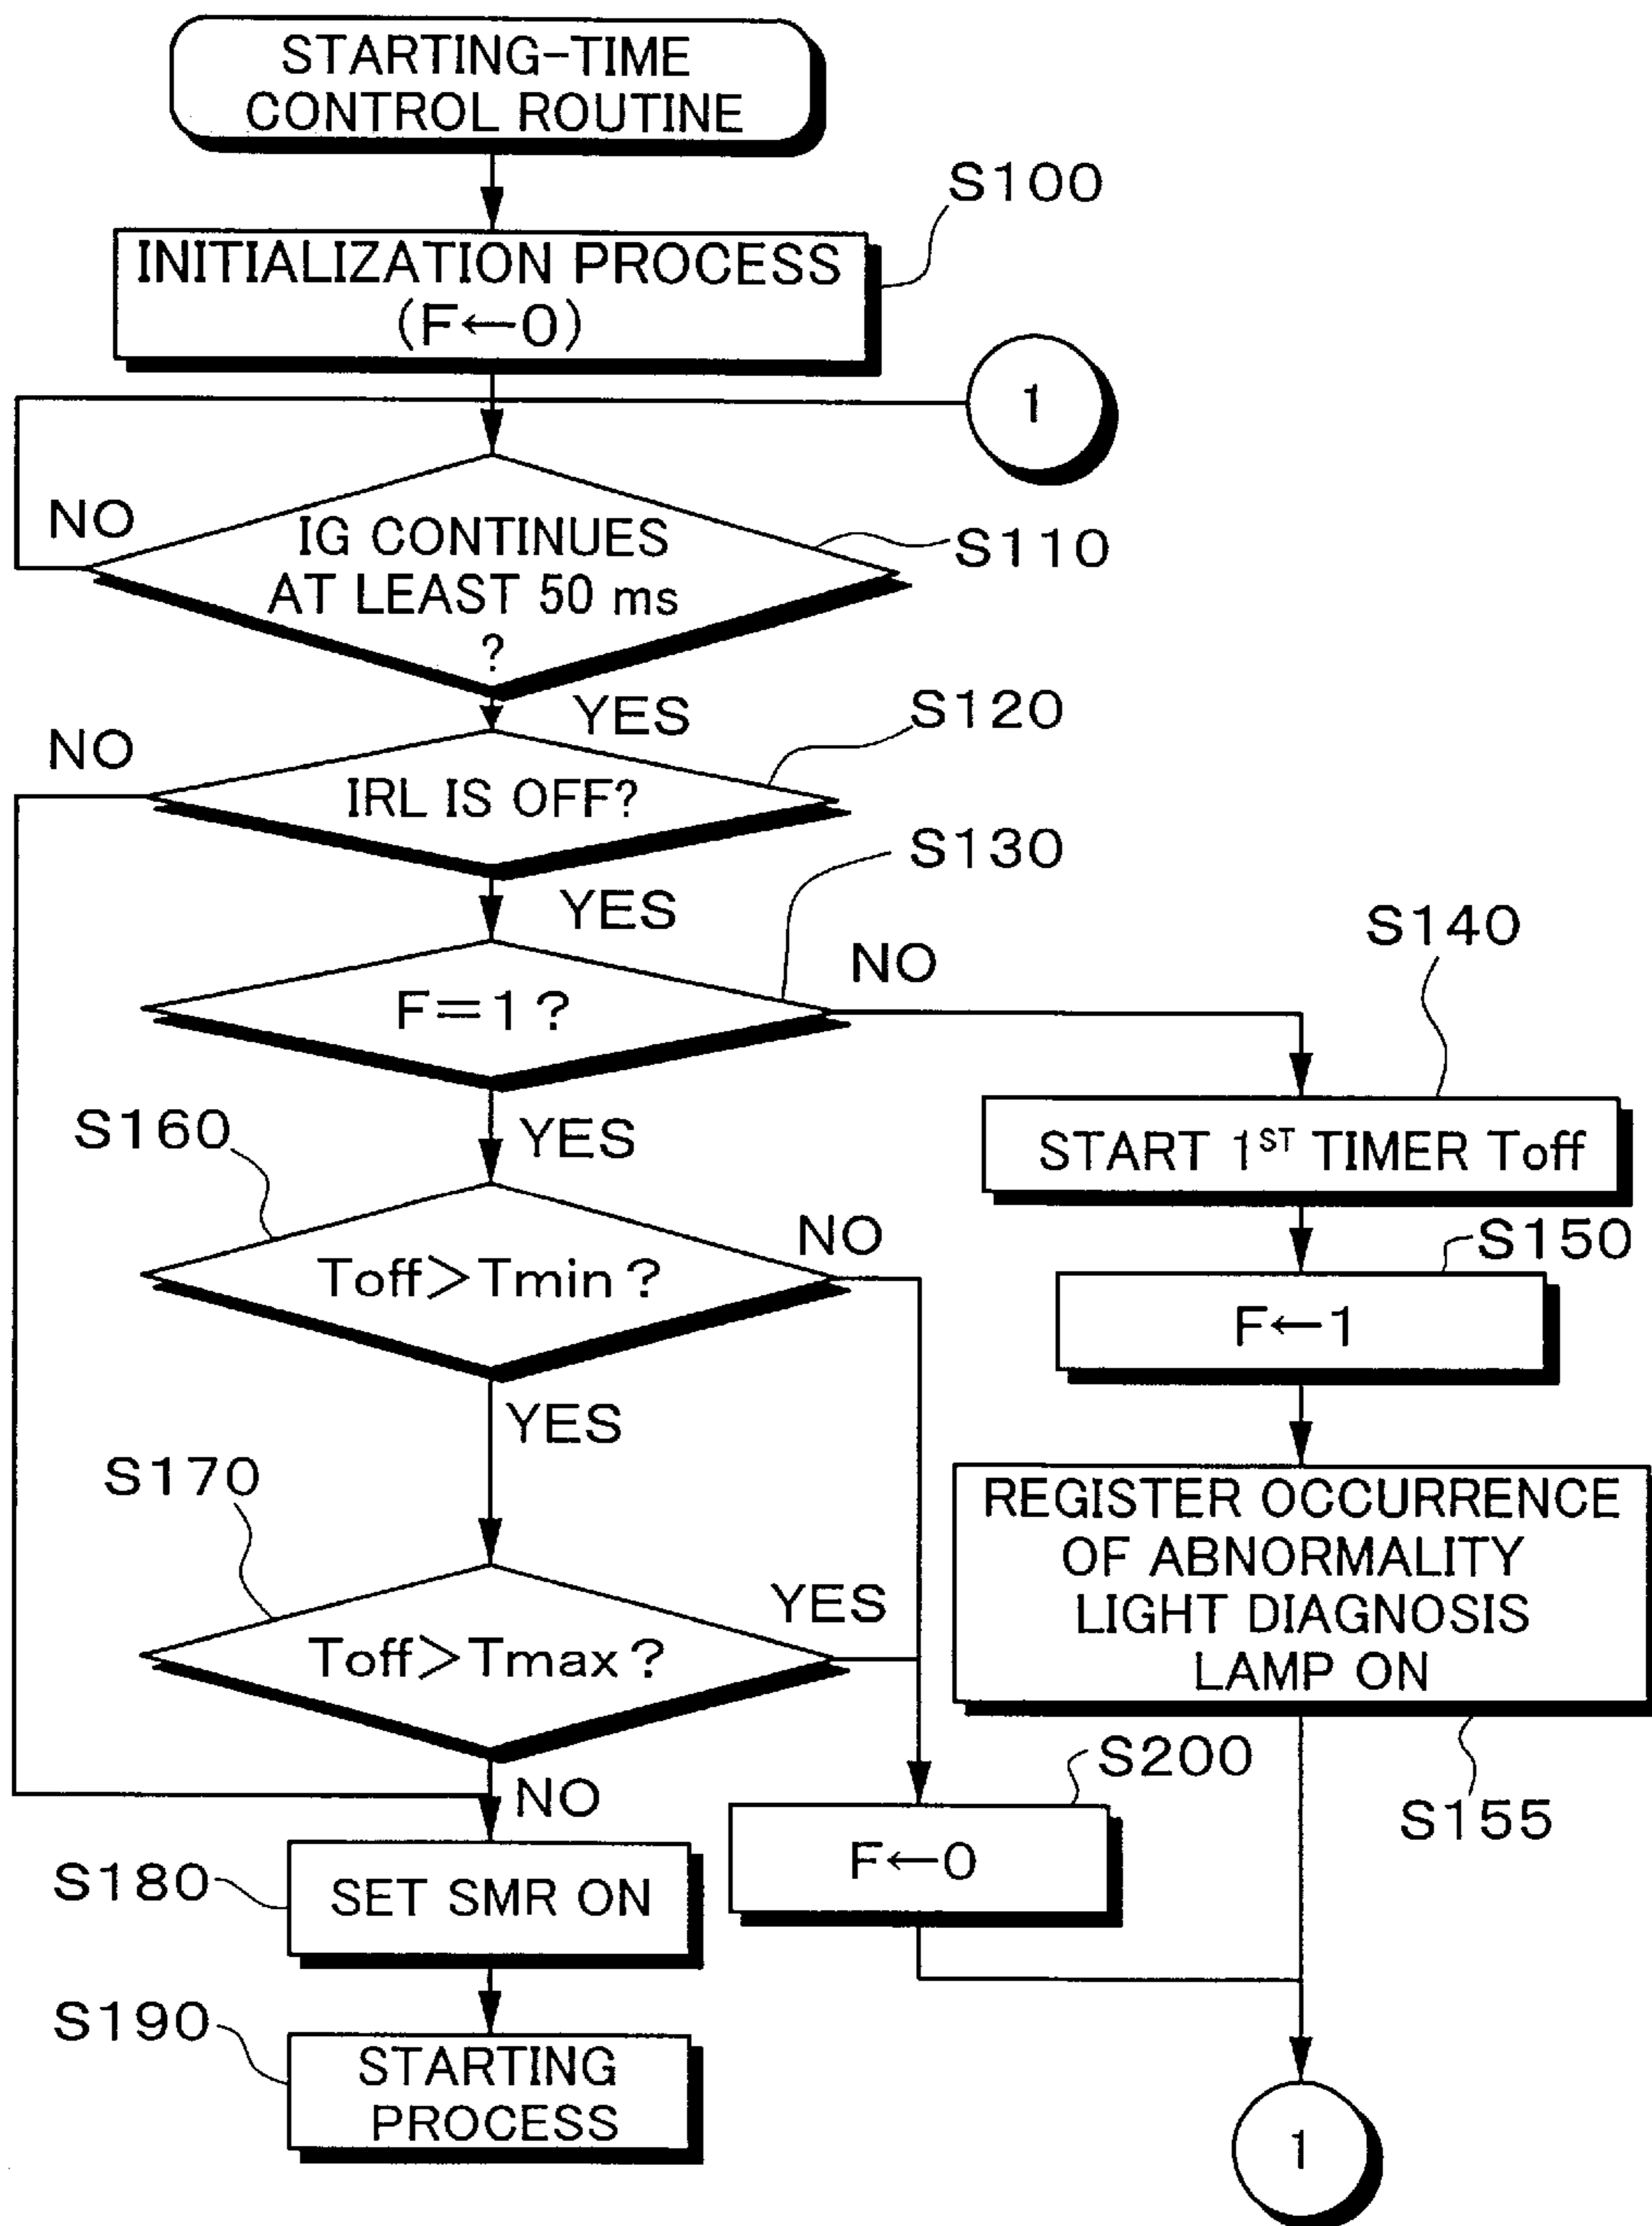 STARTING-TIME
CONTROL ROUTINE
S100
INITIALIZATION PROCESS
(F←0)
1
NO
IG CONTINUES
AT LEAST 50 ms
?
S110
YES
S120
NO
IRL IS OFF?
S130
YES
S140
NO
F=1?
S160
YES
START 1ST TIMER Toff
NO
S150
Toff>Tmin?
F←1
YES
S170
REGISTER OCCURRENCE
OF ABNORMALITY
LIGHT DIAGNOSIS
LAMP ON
YES
Toff>Tmax?
S200
NO
S155
S180
SET SMR ON
F←0
S190
STARTING
PROCESS
1